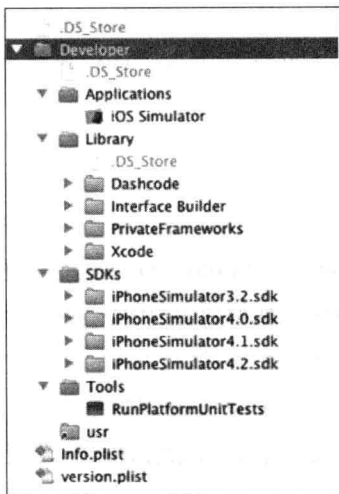 .DS_Store
Developer
.DS_Store
Applications
iOS Simulator
Library
.DS_Store
Dashcode
Interface Builder
PrivateFrameworks
Xcode
SDKs
iPhoneSimulator3.2.sdk
iPhoneSimulator4.0.sdk
iPhoneSimulator4.1.sdk
iPhoneSimulator4.2.sdk
Tools
RunPlatformUnitTests
usr
Info.plist
version.plist